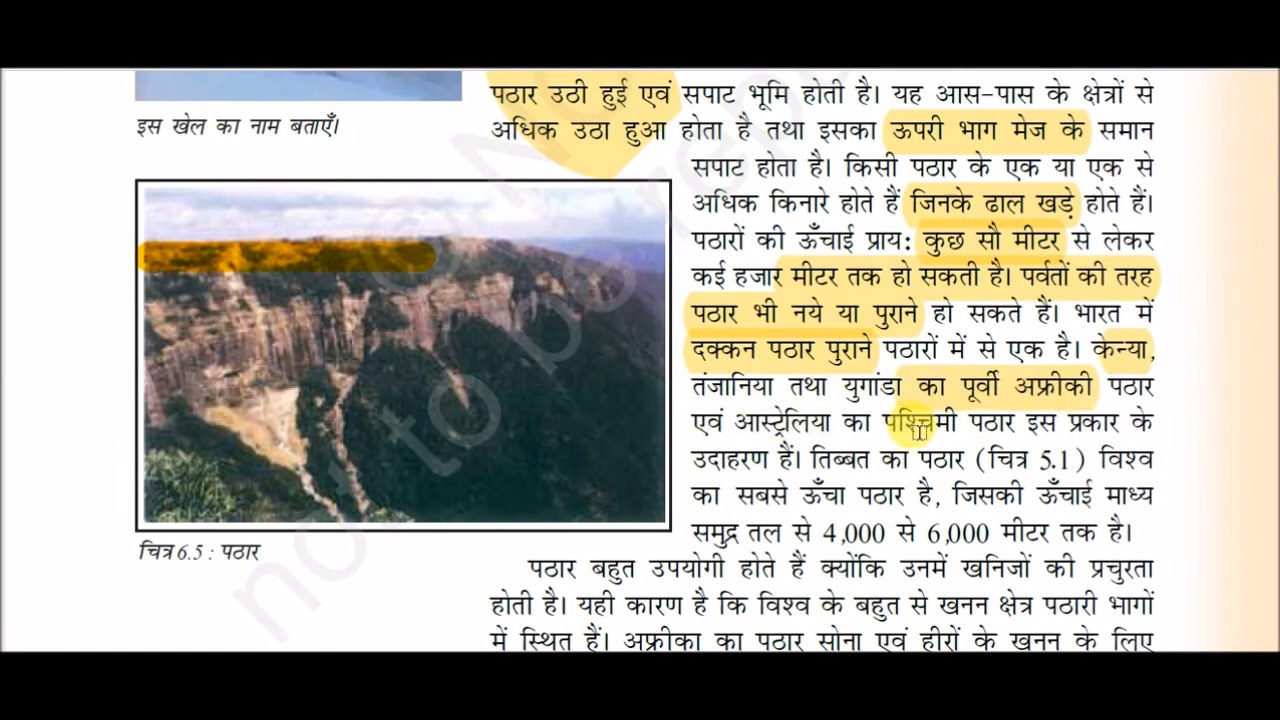 पठार उठी हुई एवं सपाट भूमि होती है। यह आस-पास के क्षेत्रों से
इस खेल का नाम बताएँ।
अधिक उठा हुआ होता है तथा इसका ऊपरी भाग मेज के समान
सपाट होता है। किसी पठार के एक या एक से
अधिक किनारे होते हैं जिनके ढाल खड़े होते हैं।
पठारों की ऊँचाई प्राय: कुछ सौ मीटर से लेकर
कई हजार मीटर तक हो सकती है। पर्वतों की तरह
पठार भी नये या पुराने हो सकते हैं। भारत में
दक्कन पठार पुराने पठारों में से एक है। केन्या,
तंजानिया तथा युगांडा का पूर्वी अफ्रीकी पठार
एवं आस्ट्रेलिया का पश्चिमी पठार इस प्रकार के
उदाहरण हैं। तिब्बत का पठार (चित्र 5.1) विश्व
का सबसे ऊँचा पठार है, जिसकी ऊँचाई माध्य
समुद्र तल से 4,000 से 6,000 मीटर तक है।
चित्र 6.5 : पठार
पठार बहुत उपयोगी होते हैं क्योंकि उनमें खनिजों की प्रचुरता
होती है। यही कारण है कि विश्व के बहुत से खनन क्षेत्र पठारी भागों
में स्थित हैं। अफ्रीका का पठार सोना एवं हीरों के खनन के लिए
not to be rep